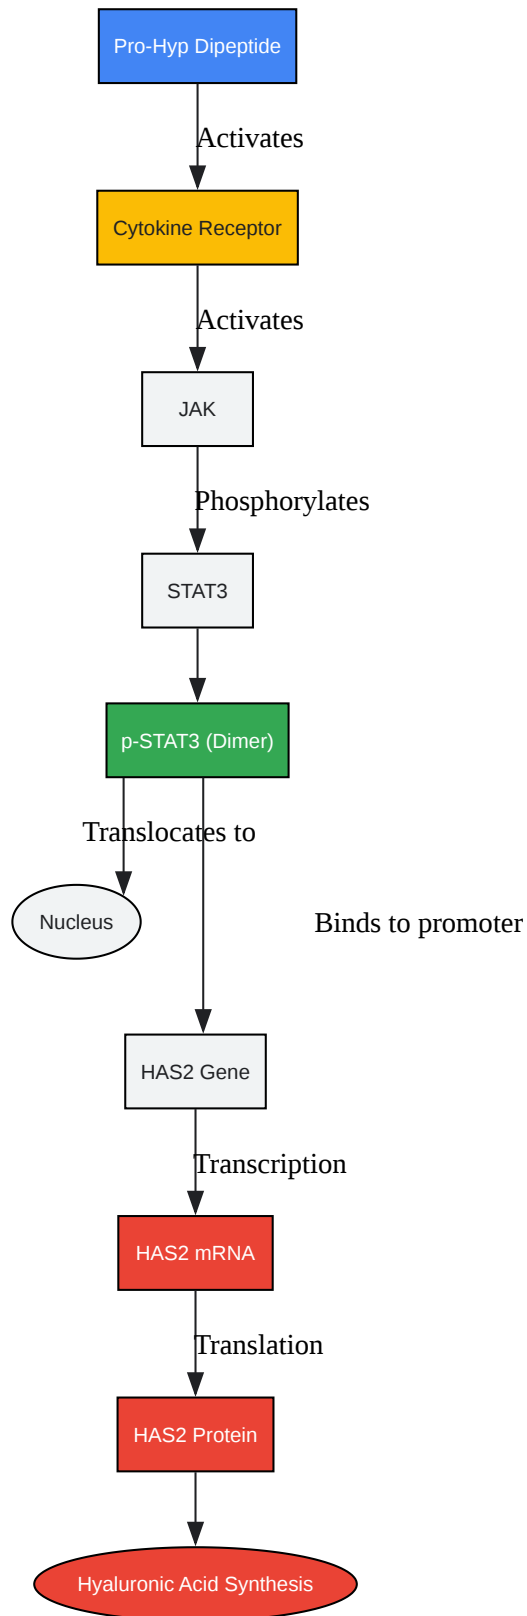 Pro-Hyp Dipeptide
Activates
Cytokine Receptor
Activates
JAK
Phosphorylates
STAT3
p-STAT3 (Dimer)
Translocates to
Nucleus
Binds to promoter
HAS2 Gene
Transcription
HAS2 mRNA
Translation
HAS2 Protein
Hyaluronic Acid Synthesis